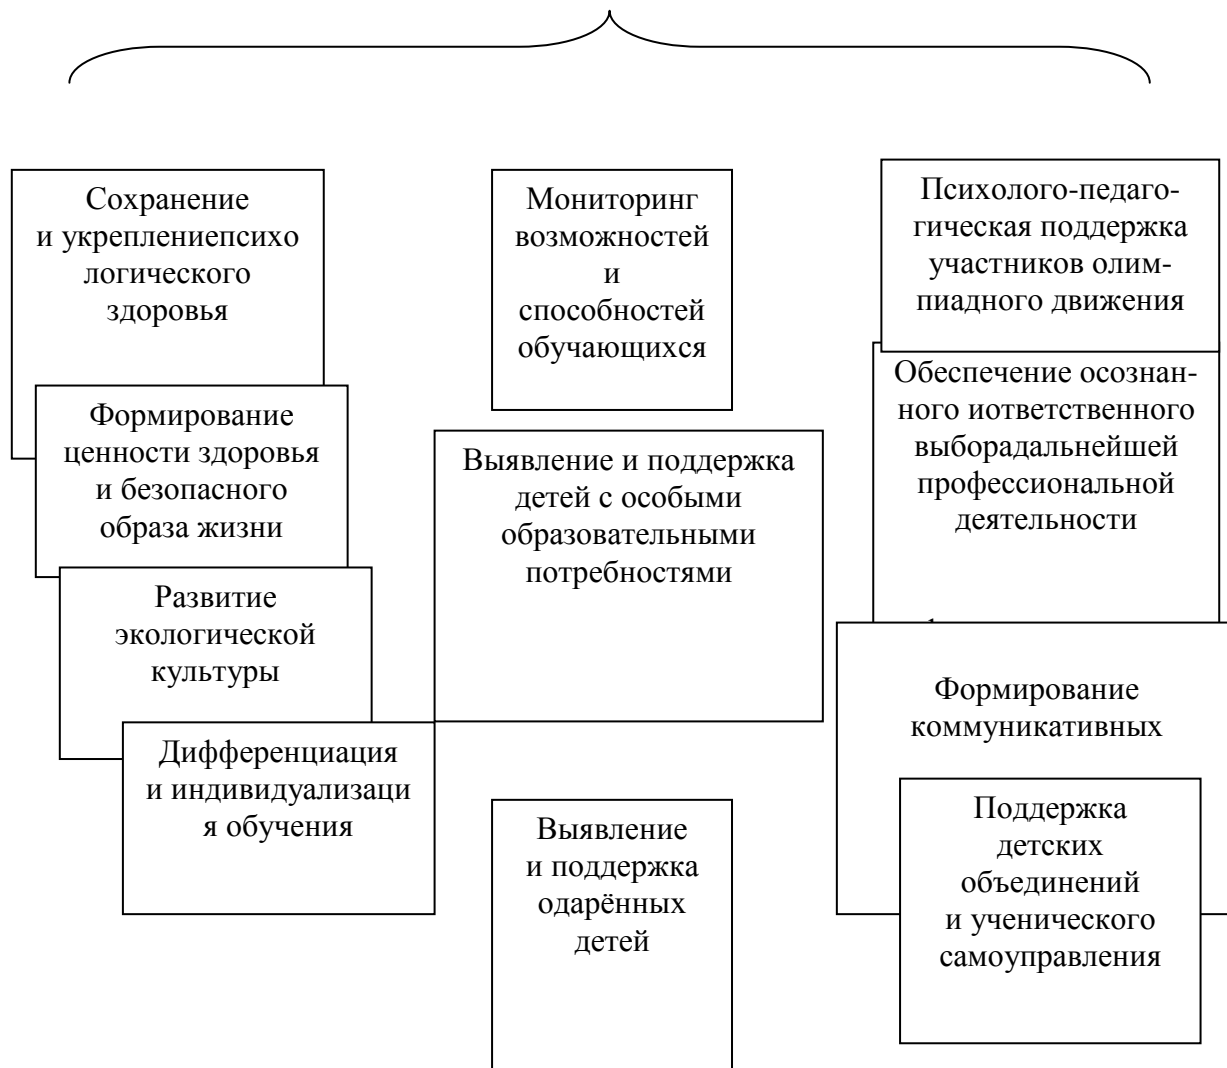 Сохранение
и укреплениепсихо
логического
здоровья
Формирование
ценности здоровья
и безопасного
образа жизни
Развитие
экологической
культуры
Дифференциация
и индивидуализаци
я обучения
Мониторинг
возможностей
и
способностей
обучающихся
Выявление и поддержка
детей с особыми
образовательными
потребностями
Выявление
и поддержка
одарённых
детей
Психолого-педаго-
гическая поддержка
участников олим-
пиадного движения
Обеспечение осознан-
ного иответственного
выборадальнейшей
профессиональной
деятельности
Формирование
коммуникативных
Поддержка
детских
объединений
и ученического
самоуправления